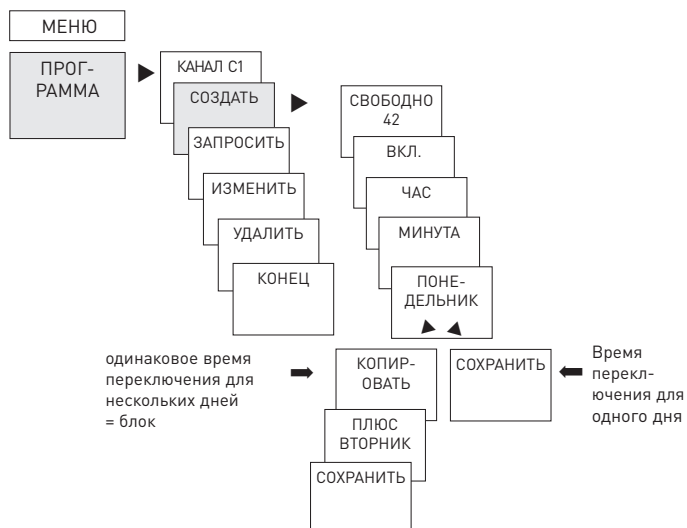 МЕНЮ
ПРОГ-
РАММА
КАНАЛ C1
СОЗДАТЬ
ЗАПРОСИТЬ
ИЗМЕНИТЬ
УДАЛИТЬ
КОНЕЦ
СВОБОДНО
42
ВКЛ.
ЧАС
МИНУТА
ПОНЕ-
ДЕЛЬНИК
одинаковое время
переключения для
нескольких дней
= блок
КОПИР-
ОВАТЬ
ПЛЮС
ВТОРНИК
СОХРАНИТЬ
СОХРАНИТЬ
Время
перекл-
ючения для
одного дня